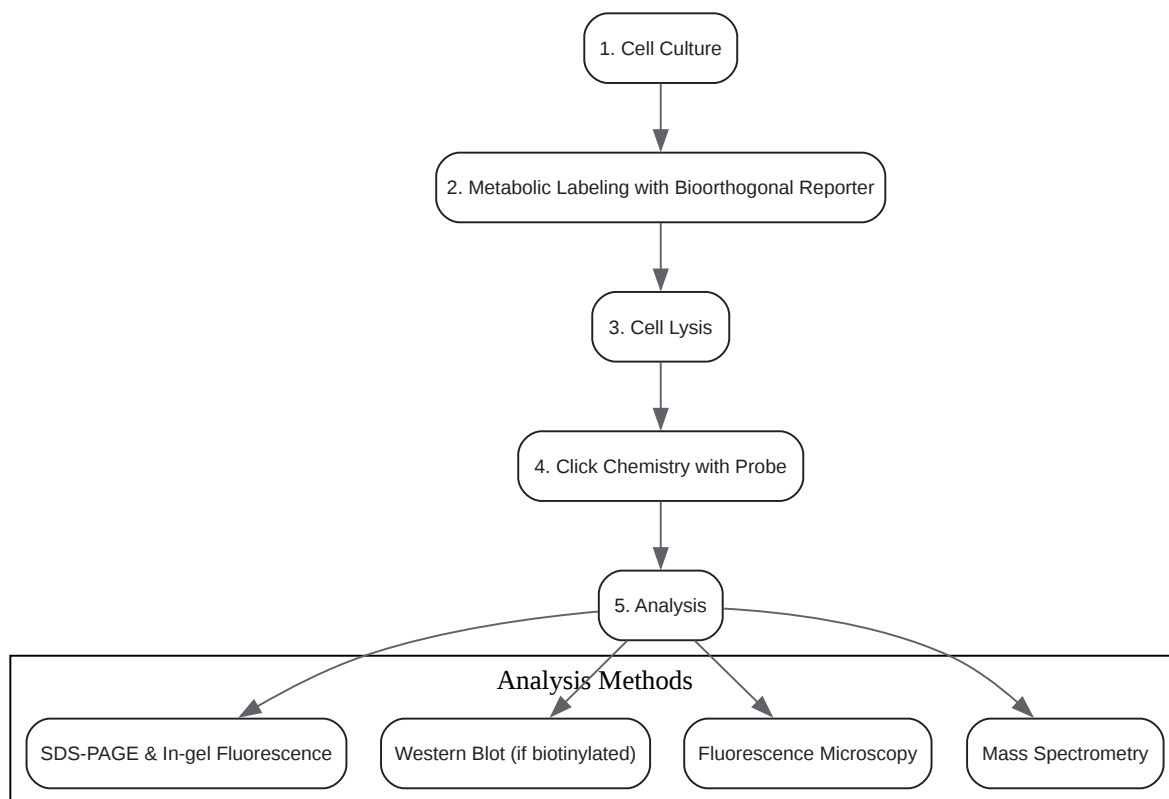 1. Cell Culture
2. Metabolic Labeling with Bioorthogonal Reporter
3. Cell Lysis
4. Click Chemistry with Probe
5. Analysis
Analysis Methods
SDS-PAGE & In-gel Fluorescence
Western Blot (if biotinylated)
Fluorescence Microscopy
Mass Spectrometry